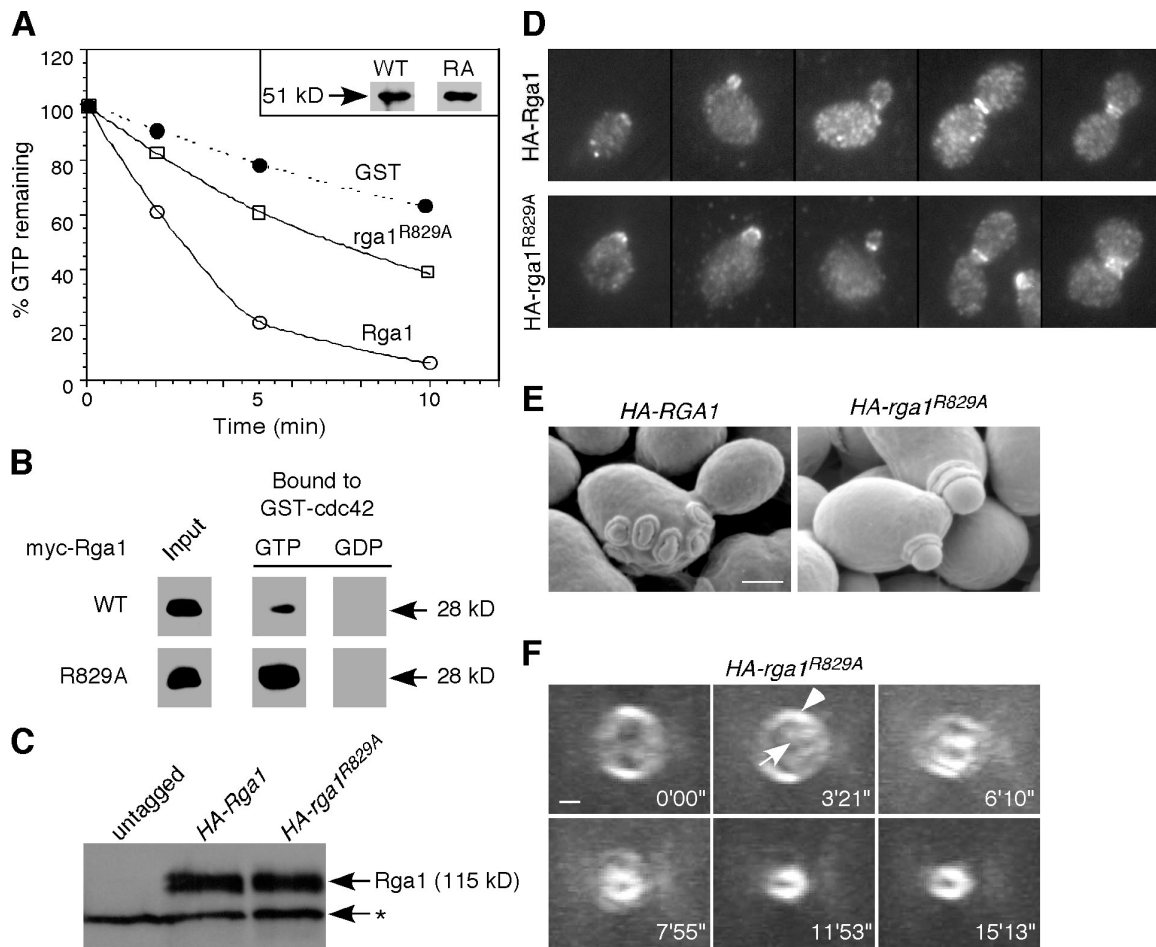 A
120
100
80
60
40
20
0
% GTP remaining
0
5
10
Time (min)
WT
RA
51 kD
GST
rga1R829A
Rga1
B
Bound to
GST-cdc42
myc-Rga1
Input
GTP
GDP
WT
28 kD
R829A
28 kD
C
untagged
HA-Rga1
HA-rga1R829A
Rga1 (115 kD)
*
D
HA-Rga1
HA-rga1R829A
E
HA-RGA1
HA-rga1R829A
F
HA-rga1R829A
0'00"
3'21"
6'10"
7'55"
11'53"
15'13"